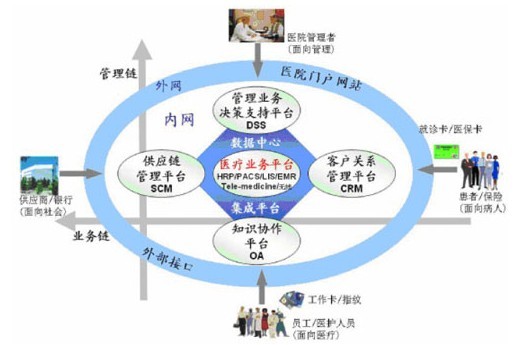 医院管理者
(面向管理)
管理链
外网
医院门户网站
内网
管理业务
决策支持平台
DSS
数据中心
就诊卡/医保卡
供应链
管理平台
SCM
医疗业务平台
HRP/PACS/LIS/EMR
Tele-medicine/无线
客户关系
管理平台
CRM
供应商/银行
(面向社会)
患者/保险
(面向病人)
集成平台
业务链
知识协作
平台
OA
外部接口
工作卡/指纹
员工/医护人员
(面向医疗)